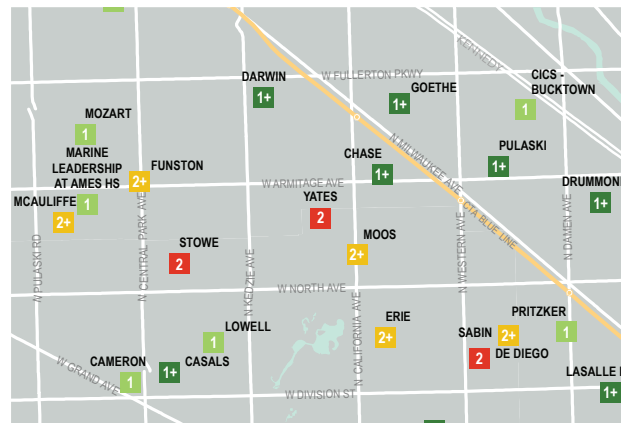 KENNEDY
DARWIN
W FULLERTON PKWY
CICS -
BUCKTOWN
1+
GOETHE
1+
1
MOZART
1
N MILWAUKEE AVE
PULASKI
MARINE
LEADERSHIP
AT AMES HS
FUNSTON
CHASE
1+
2+
1+
W ARMITAGE AVE
CTA BLUE LINE
DRUMMON
1+
MCAULIFFE
1
2+
YATES
2
N PULASKI RD
N CENTRAL PARK AVE
N KEDZIE AVE
N CALIFORNIA AVE
N WESTERN AVE
N DAMEN AVE
STOWE
2
MOOS
2+
W NORTH AVE
LOWELL
1
ERIE
2+
SABIN
2
2+
DE DIEGO
PRITZKER
1
W GRAND AVE
CAMERON
1
1+
CASALS
LASALLE
1+
W DIVISION ST